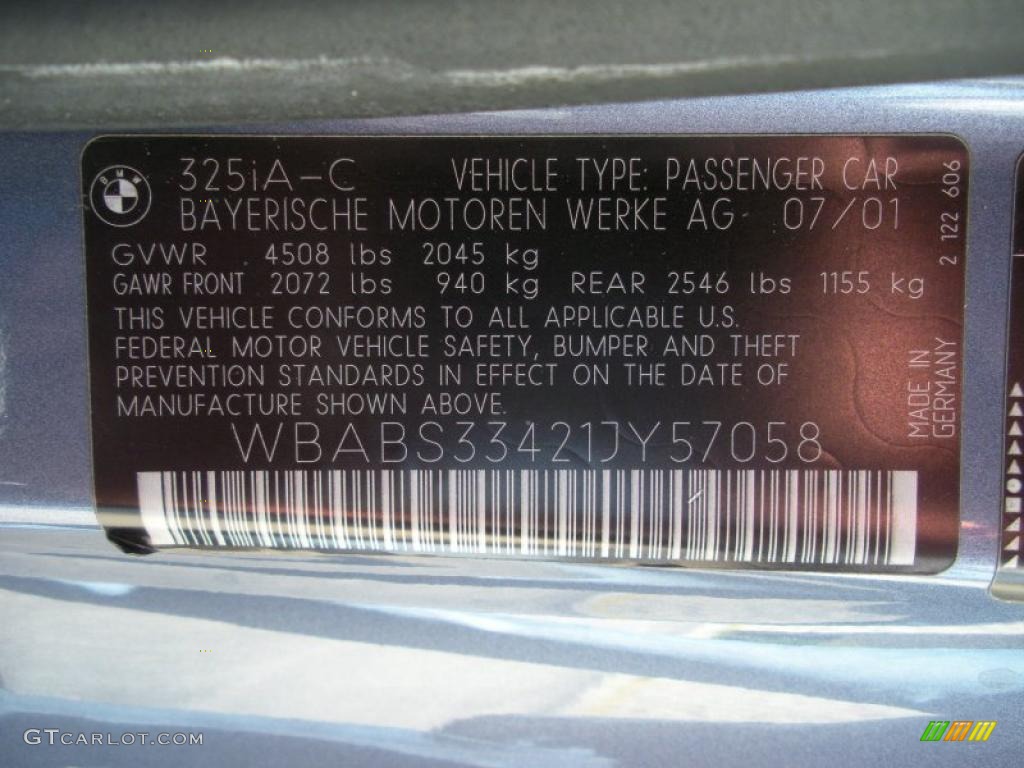 BMW
325iA-C VEHICLE TYPE: PASSENGER CAR
BAYERISCHE MOTOREN WERKE AG 07/01
GVWR 4508 lbs 2045 kg
GAWR FRONT 2072 lbs 940 kg REAR 2546 lbs 1155 kg
THIS VEHICLE CONFORMS TO ALL APPLICABLE U.S.
FEDERAL MOTOR VEHICLE SAFETY, BUMPER AND THEFT
PREVENTION STANDARDS IN EFFECT ON THE DATE OF
MANUFACTURE SHOWN ABOVE.
WBABS33421JY57058
2 122 606
MADE IN
GERMANY
GTCARLOT.COM